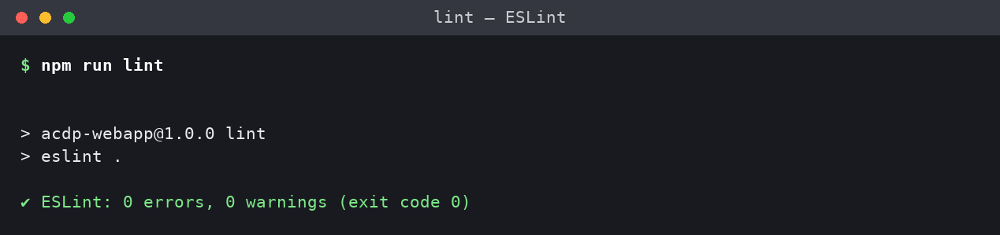 lint — ESLint
$ npm run lint
> acdp-webapp@1.0.0 lint
> eslint .
✔ ESLint: 0 errors, 0 warnings (exit code 0)